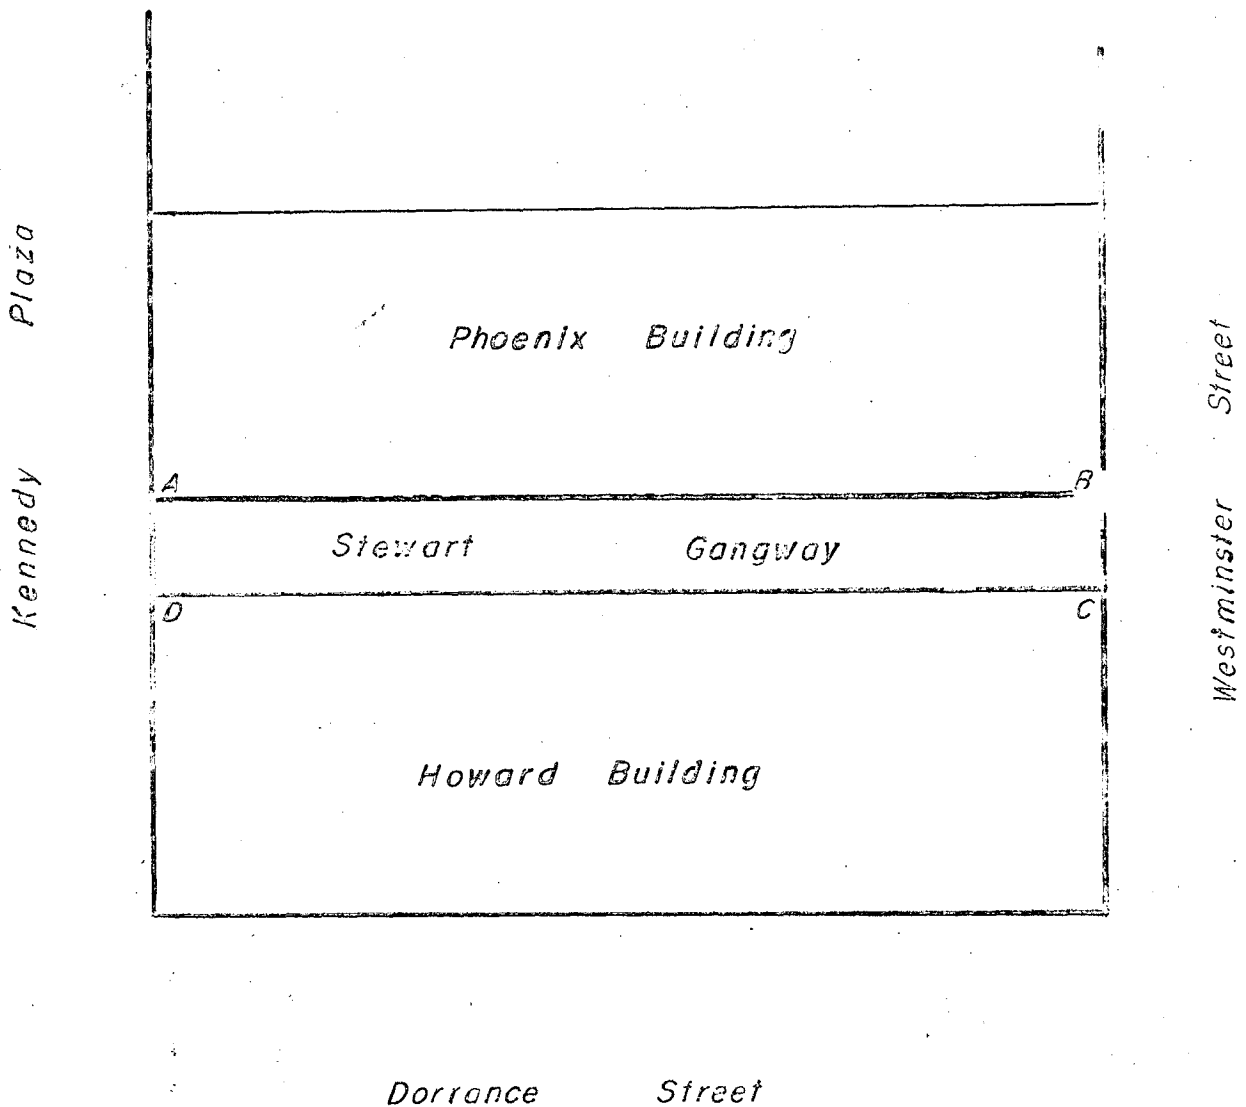 Kennedy Plaza
Phoenix Building
Westminster Street
A
B
Stewart Gangway
D
C
Howard Building
Dorrance Street